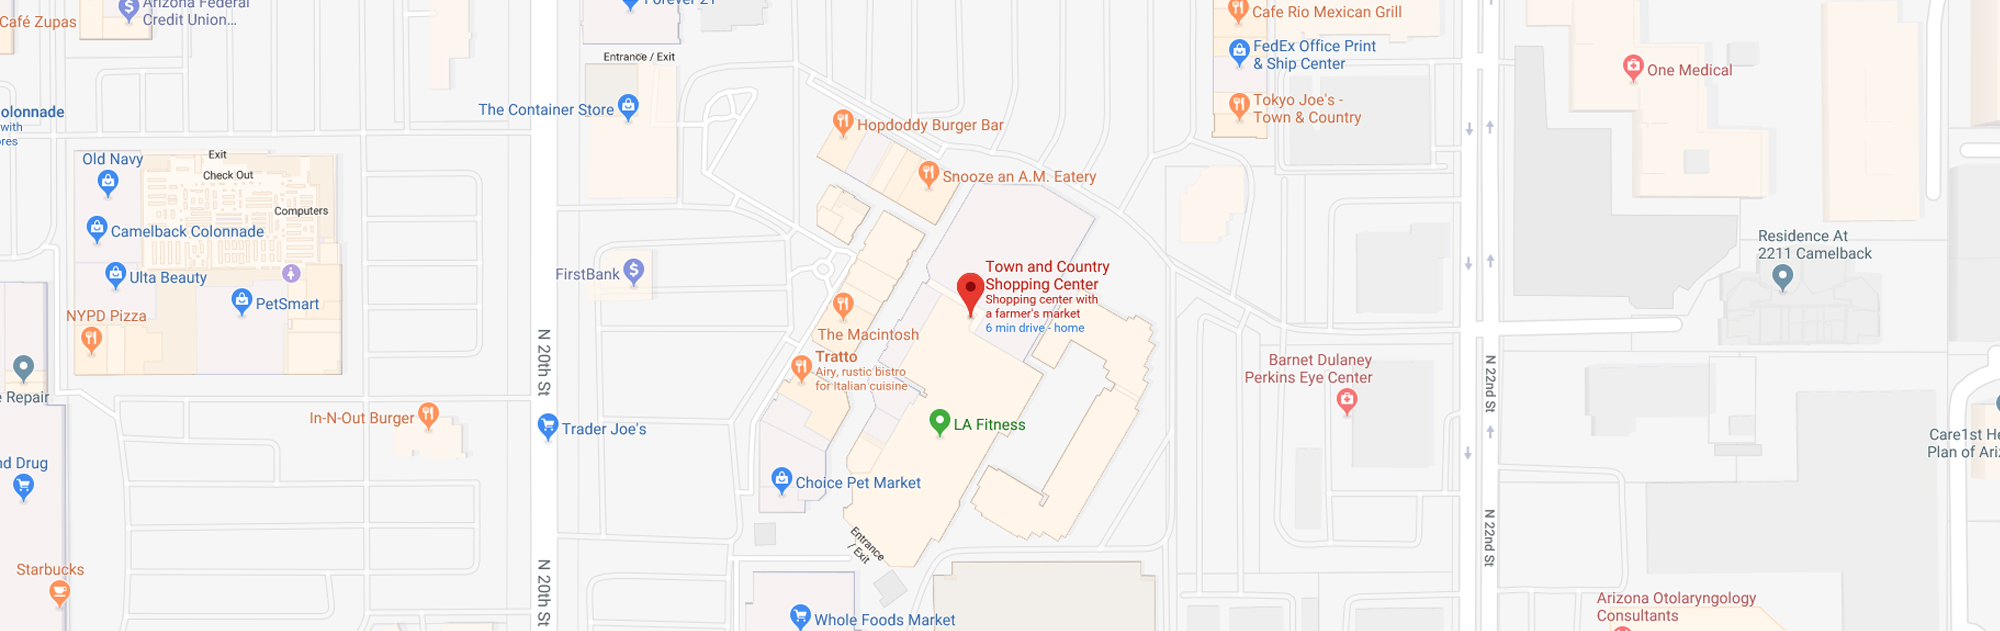 Arizona Federal
Credit Union...
Café Zupas
Forever 21
Entrance / Exit
Cafe Rio Mexican Grill
FedEx Office Print
& Ship Center
One Medical
The Container Store
Tokyo Joe's -
Town & Country
olonnade
with
res
Hopdoddy Burger Bar
Old Navy
Exit
Check Out
Snooze an A.M. Eatery
Computers
Camelback Colonnade
Residence At
2211 Camelback
Ulta Beauty
FirstBank
Town and Country
Shopping Center
Shopping center with
a farmer's market
6 min drive - home
PetSmart
NYPD Pizza
The Macintosh
N 20th St
Tratto
Airy, rustic bistro
for Italian cuisine
Barnet Dulaney
Perkins Eye Center
N 22nd St
e Repair
In-N-Out Burger
Trader Joe's
LA Fitness
Care1st He
Plan of Ariz
nd Drug
Choice Pet Market
N 22nd St
Entrance
/ Exit
Starbucks
N 20th St
Whole Foods Market
Arizona Otolaryngology
Consultants